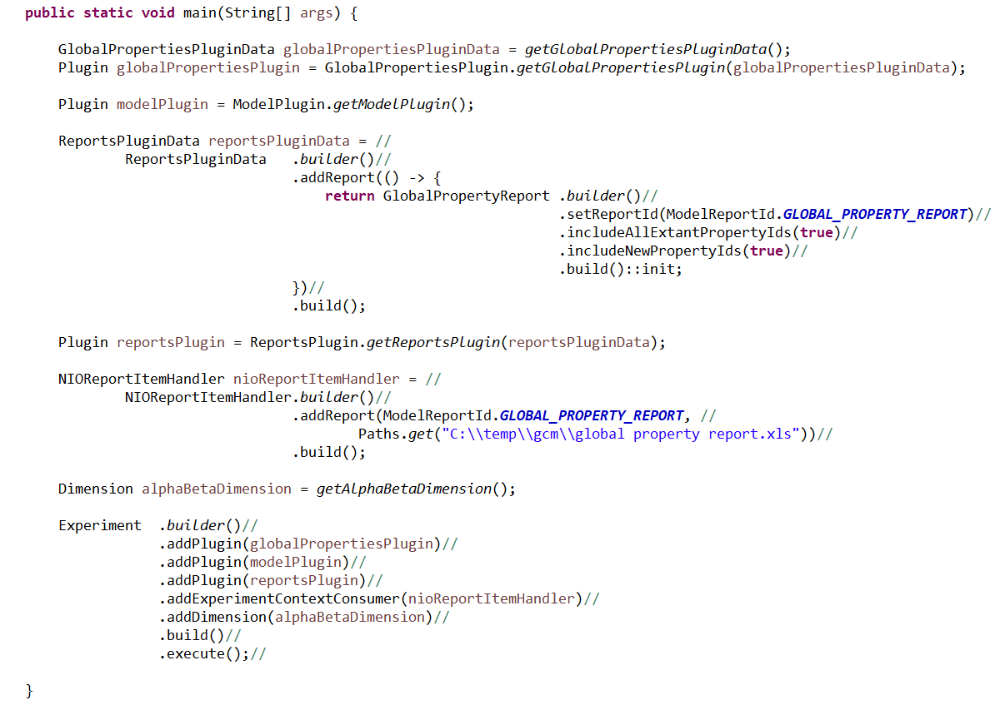 public static void main(String[] args) {
GlobalPropertiesPluginData globalPropertiesPluginData = getGlobalPropertiesPluginData();
Plugin globalPropertiesPlugin = GlobalPropertiesPlugin.getGlobalPropertiesPlugin(globalPropertiesPluginData);
Plugin modelPlugin = ModelPlugin.getModelPlugin();
ReportsPluginData reportsPluginData = //
ReportsPluginData .builder()//
.addReport(() -> {
return GlobalPropertyReport .builder()//
.setReportId(ModelReportId.GLOBAL_PROPERTY_REPORT)//
.includeAllExtantPropertyIds(true)//
.includeNewPropertyIds(true)//
.build()::init;
})//
.build();
Plugin reportsPlugin = ReportsPlugin.getReportsPlugin(reportsPluginData);
NIOReportItemHandler nioReportItemHandler = //
NIOReportItemHandler.builder()//
.addReport(ModelReportId.GLOBAL_PROPERTY_REPORT, //
Paths.get("C:\\temp\\gcm\\global property report.xls"))//
.build();
Dimension alphaBetaDimension = getAlphaBetaDimension();
Experiment .builder()//
.addPlugin(globalPropertiesPlugin)//
.addPlugin(modelPlugin)//
.addPlugin(reportsPlugin)//
.addExperimentContextConsumer(nioReportItemHandler)//
.addDimension(alphaBetaDimension)//
.build()//
.execute();//
}